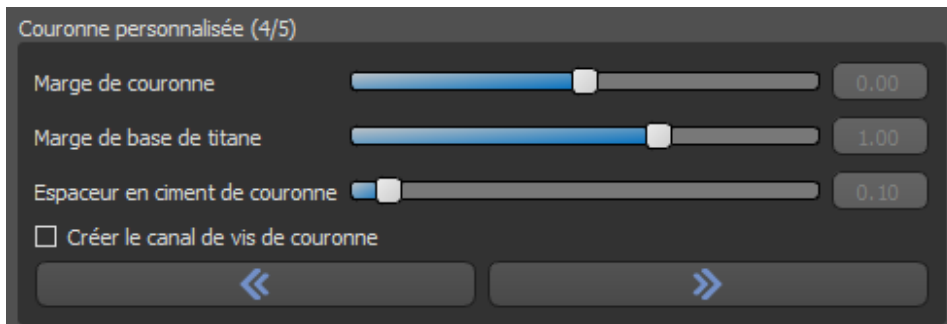 Couronne personnalisée (4/5)
Marge de couronne 0.00
Marge de base de titane 1.00
Espaceur en ciment de couronne 0.10
Créer le canal de vis de couronne